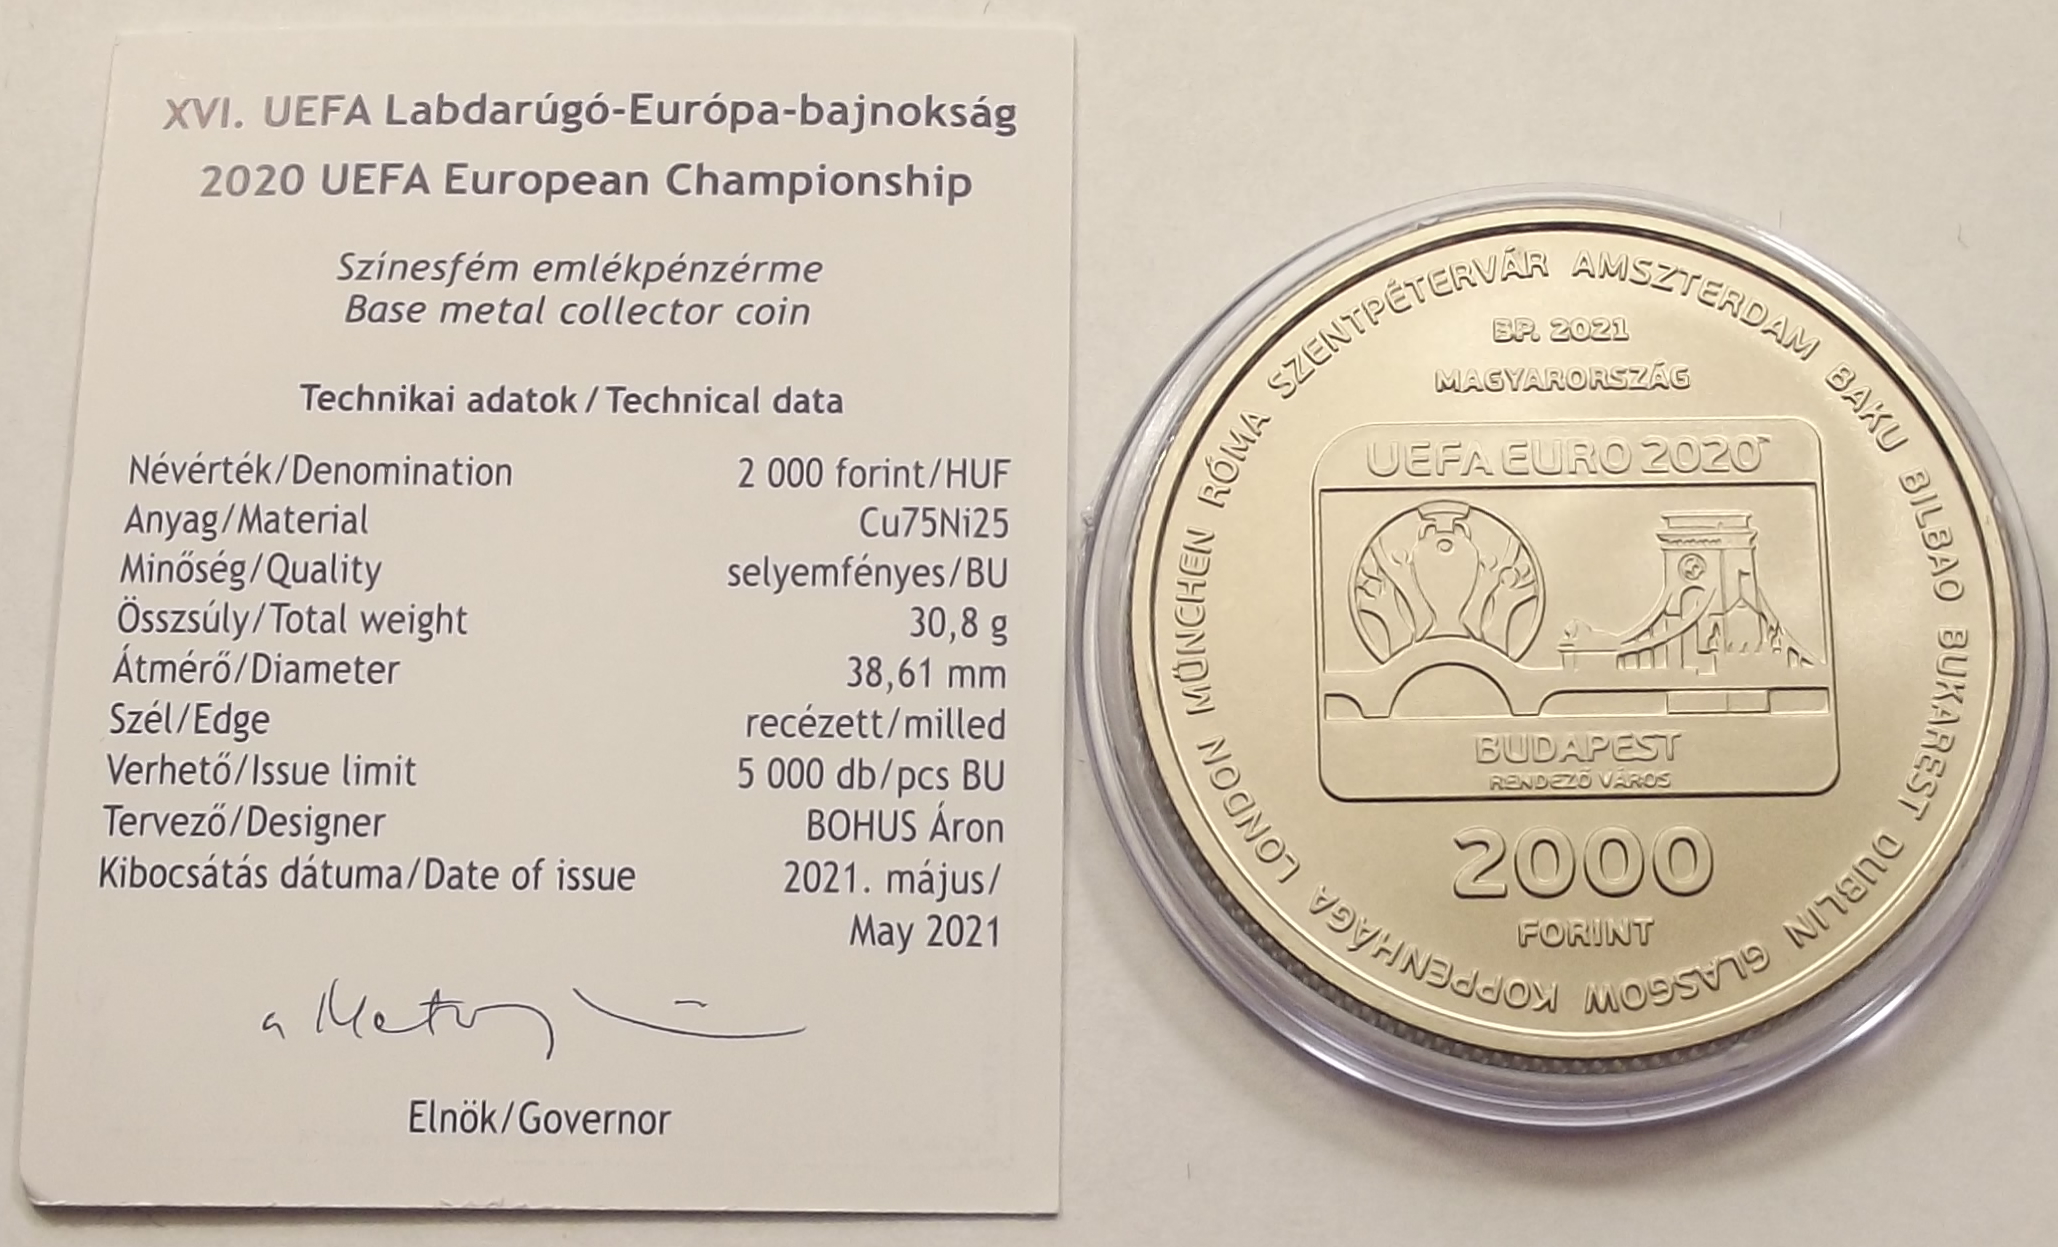 XVI. UEFA Labdarúgó-Európa-bajnokság
2020 UEFA European Championship
Színesfém emlékpénzérme
Base metal collector coin
Technikai adatok / Technical data
Névérték/Denomination 2 000 forint/HUF
Anyag/Material Cu75Ni25
Minőség/Quality selyemfényes/BU
Összsúly/Total weight 30,8 g
Átmérő/Diameter 38,61 mm
Szél/Edge recézett/milled
Verhető/Issue limit 5 000 db/pcs BU
Tervező/Designer BOHUS Áron
Kibocsátás dátuma/Date of issue 2021. május/
May 2021
Elnök/Governor
SZENTPÉTERVÁR AMSZTERDAM BAKU BILBAO BUKAREST DUBLIN GLASGOW KOPPENHÁGA LONDON MÜNCHEN RÓMA
BP. 2021
MAGYARORSZÁG
UEFA EURO 2020
BUDAPEST
RENDEZŐ VÁROS
2000
FORINT